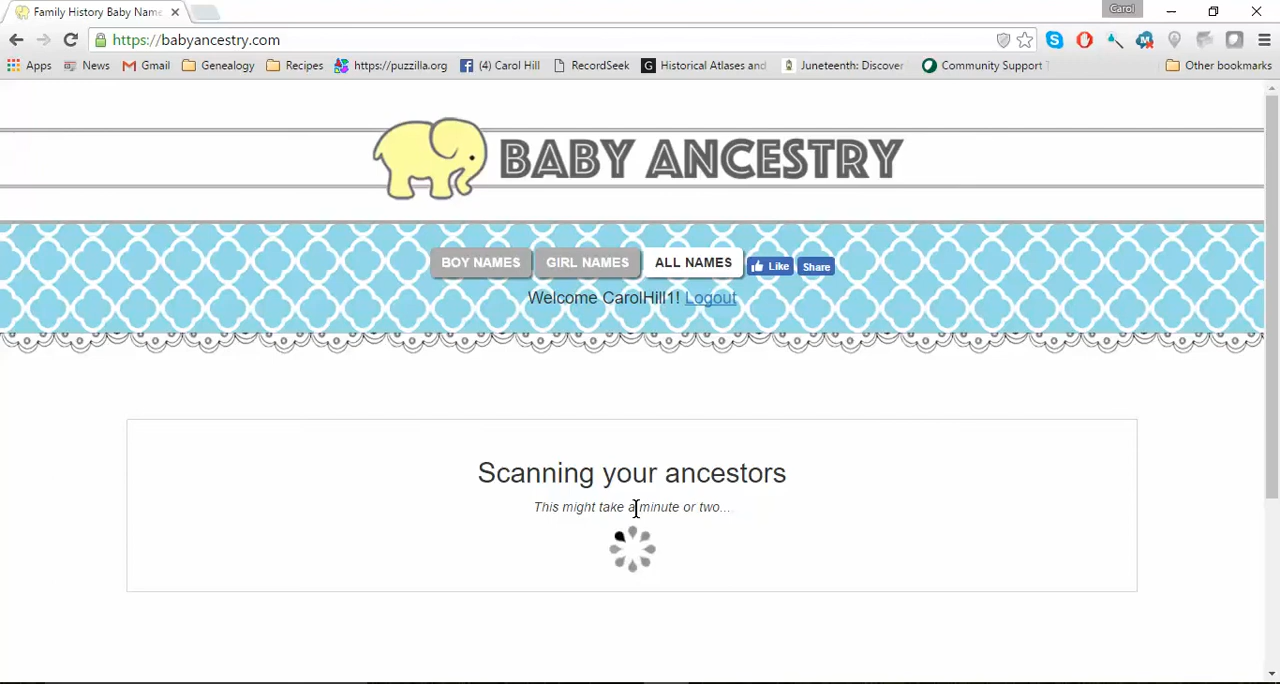 Family History Baby Name
Carol
https://babyancestry.com
Apps News Gmail Genealogy Recipes https://puzzilla.org (4) Carol Hill RecordSeek Historical Atlases and Juneteenth: Discover Community Support Other bookmarks
BABY ANCESTRY
BOY NAMES GIRL NAMES ALL NAMES Like Share
Welcome CarolHill1! Logout
Scanning your ancestors
This might take a minute or two...